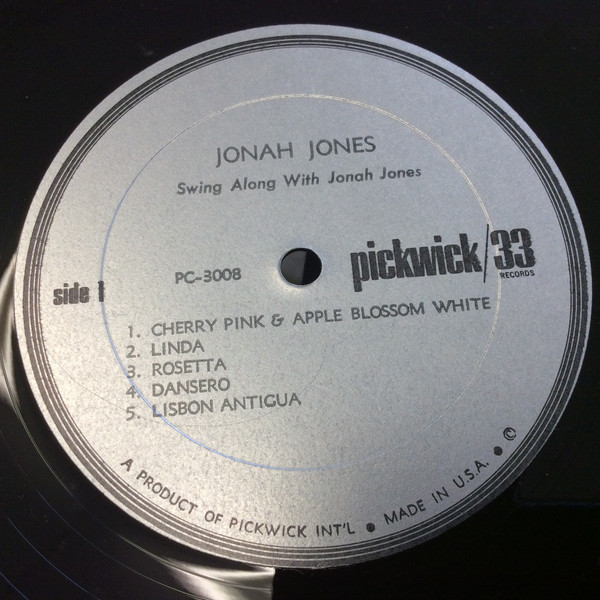 JONAH JONES
Swing Along With Jonah Jones
pickwick/33
RECORDS
PC-3008
side 1
1. CHERRY PINK & APPLE BLOSSOM WHITE
2. LINDA
3. ROSETTA
4. DANSERO
5. LISBON ANTIGUA
A PRODUCT OF PICKWICK INT'L ● MADE IN U.S.A. ● ©